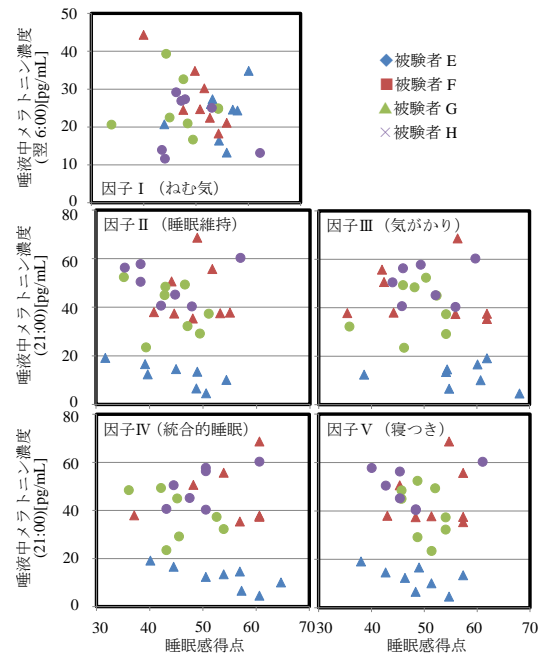 唾液中メラトニン濃度
(翌 6:00)[pg/mL]
50
40
30
20
10
0
因子Ⅰ（ねむ気）
被験者 E
被験者 F
被験者 G
被験者 H
唾液中メラトニン濃度
(21:00)[pg/mL]
80
60
40
20
0
因子Ⅱ（睡眠維持）
因子Ⅲ（気がかり）
唾液中メラトニン濃度
(21:00)[pg/mL]
80
60
40
20
0
因子Ⅳ（統合的睡眠）
因子Ⅴ（寝つき）
30 40 50 60 70 30 40 50 60 70
睡眠感得点 睡眠感得点